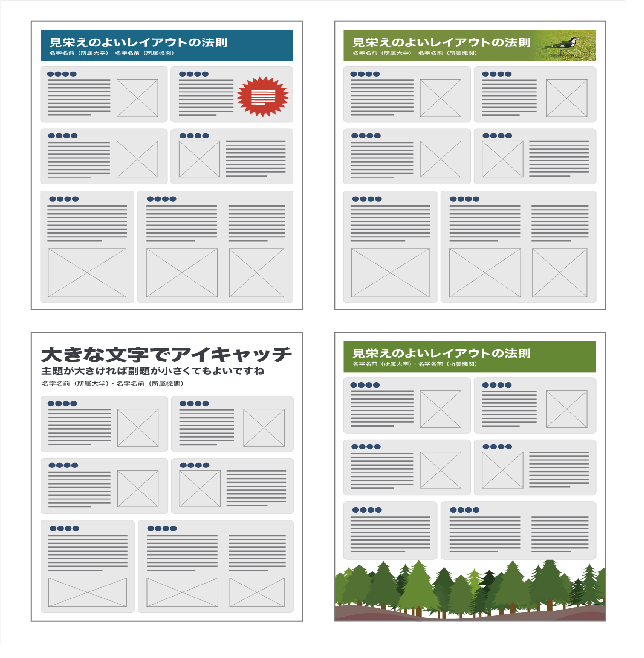 見栄えのよいレイアウトの法則
名字名前（所属大学）・名字名前（所属機関）
見栄えのよいレイアウトの法則
名字名前（所属大学）・名字名前（所属機関）
大きな文字でアイキャッチ
主題が大きければ副題が小さくてもよいですね
名字名前（所属大学）・名字名前（所属機関）
見栄えのよいレイアウトの法則
名字名前（所属大学）・名字名前（所属機関）